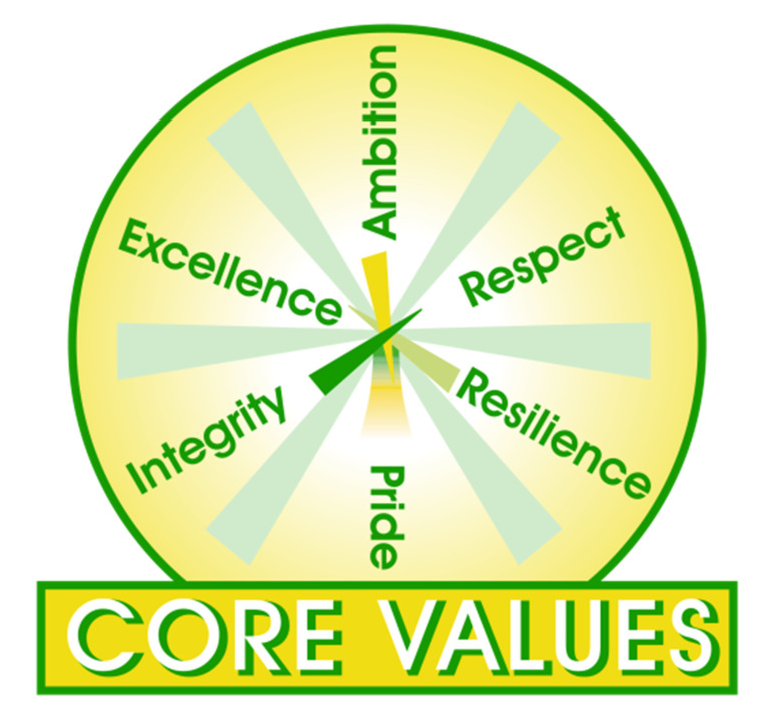 Ambition
Respect
Resilience
Pride
Integrity
Excellence
CORE VALUES